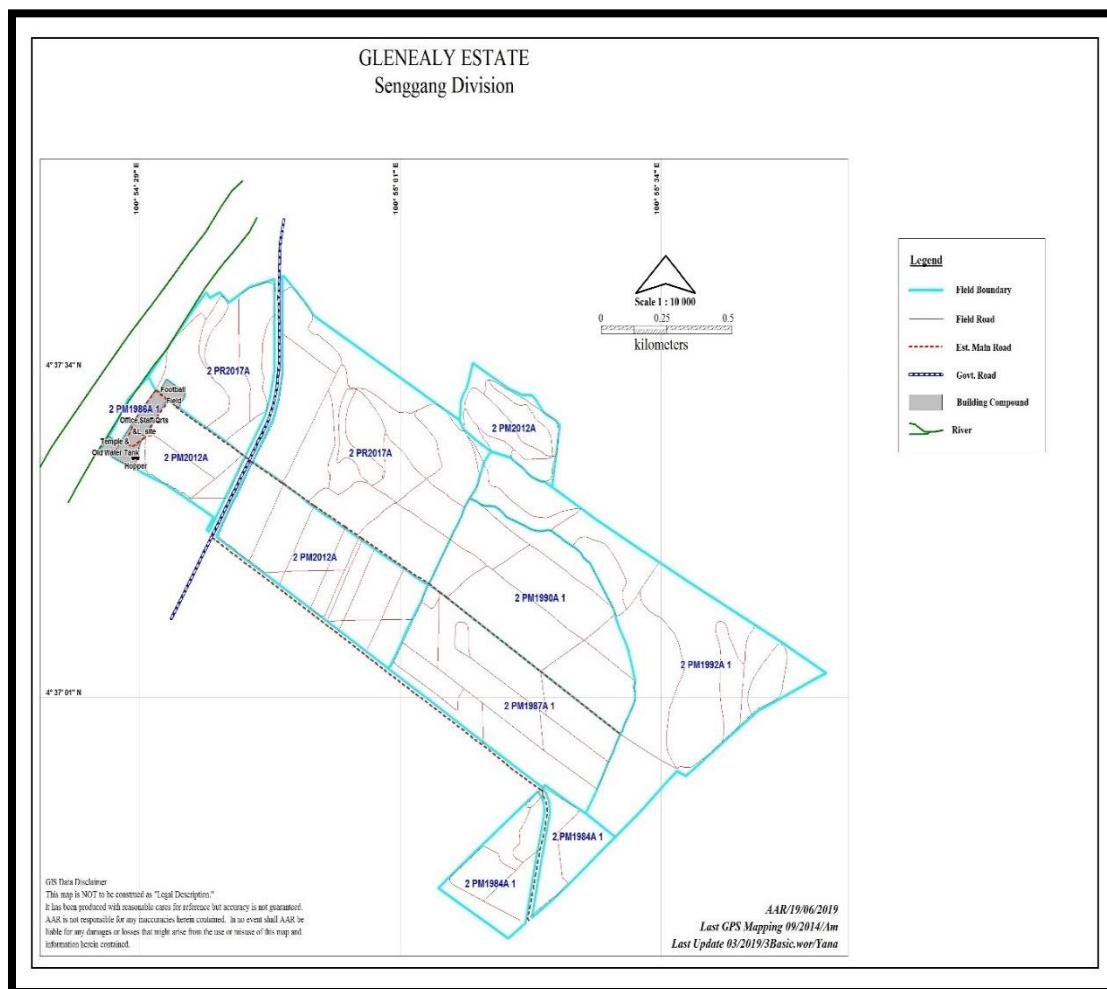 GLENEALY ESTATE
Senggang Division
100° 54' 29" E
100° 55' 01" E
100° 55' 34" E
Scale 1 : 10 000
0 0.25 0.5
kilometers
Legend
Field Boundary
Field Road
Est. Main Road
Govt. Road
Building Compound
River
4° 37' 34" N
2 PR2017A
Football
Field
2 PM1986A 1
Office,Staff Qrts
&L_site
Temple &
Old Water Tank
Hopper
2 PM2012A
2 PR2017A
2 PM2012A
2 PM2012A
2 PM1990A 1
2 PM1992A 1
4° 37' 01" N
2 PM1987A 1
2 PM1984A 1
2 PM1984A 1
GIS Data Disclaimer
This map is NOT to be construed as "Legal Description."
It has been produced with reasonable cares for reference but accuracy is not guaranteed.
AAR is not responsible for any inaccuracies herein contained. In no event shall AAR be
liable for any damages or losses that might arise from the use or misuse of this map and
information herein contained.
AAR/19/06/2019
Last GPS Mapping 09/2014/Am
Last Update 03/2019/3Basic.wor/Yana